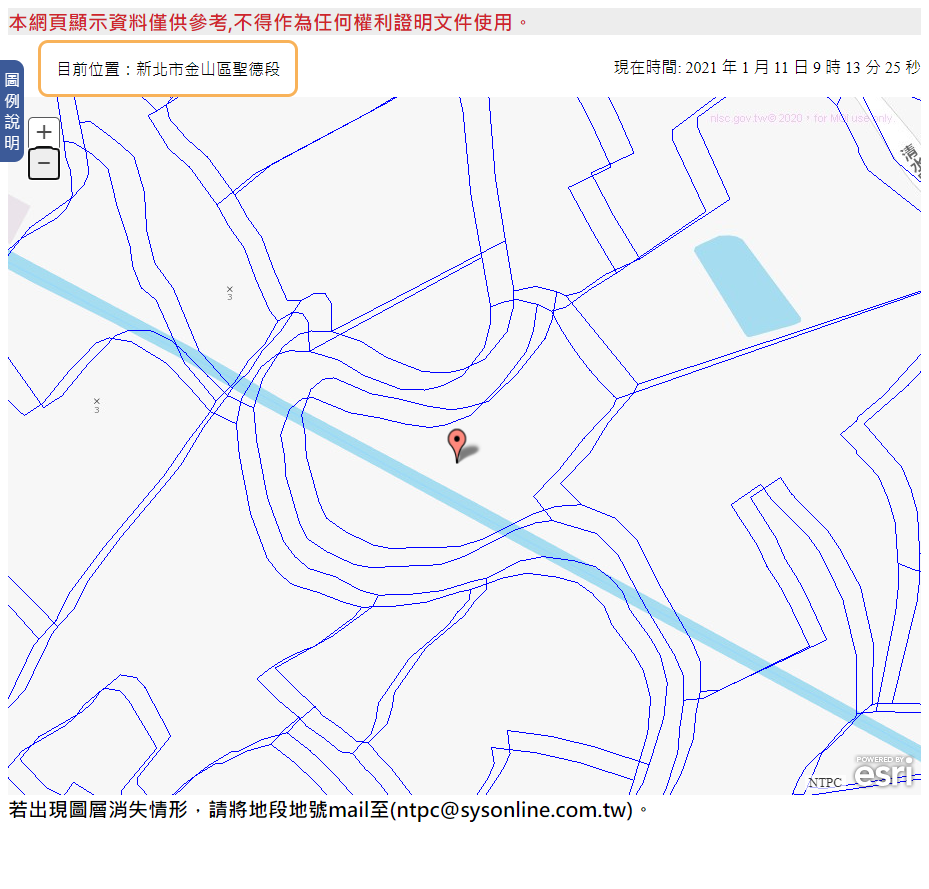 本網頁顯示資料僅供參考,不得作為任何權利證明文件使用。
目前位置：新北市金山區聖德段
現在時間: 2021 年 1 月 11 日 9 時 13 分 25 秒
圖例說明
+
−
nlsc.gov.tw© 2020，for MOI use only
清水
3
3
POWERED BY
esri
NTPC
若出現圖層消失情形，請將地段地號mail至(ntpc@sysonline.com.tw)。